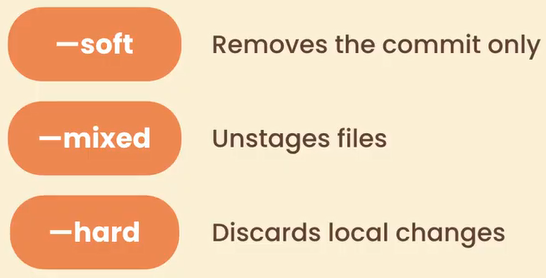 —soft Removes the commit only
—mixed Unstages files
—hard Discards local changes